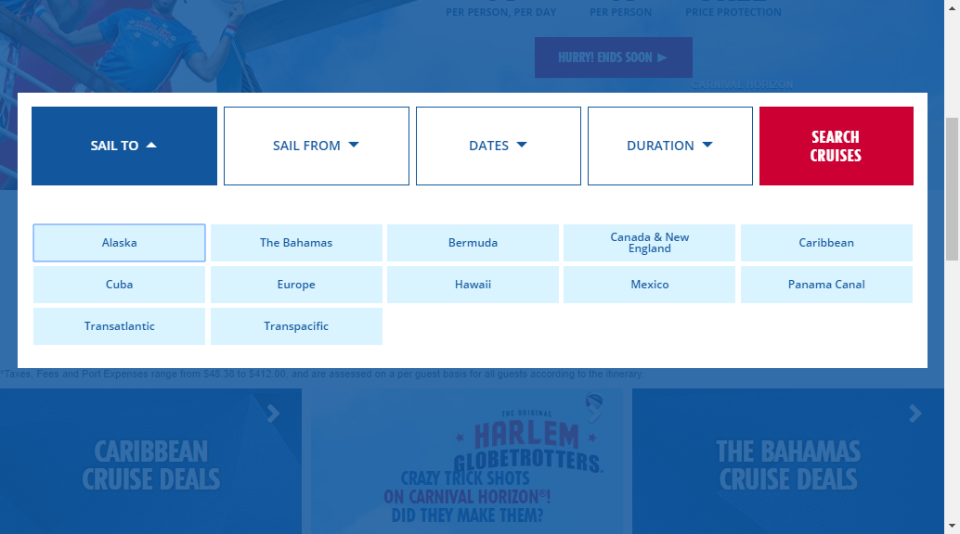 PER PERSON, PER DAY
PER PERSON
PRICE PROTECTION
HURRY! ENDS SOON
CARNIVAL HORIZON
SAIL TO
SAIL FROM
DATES
DURATION
SEARCH
CRUISES
Alaska
The Bahamas
Bermuda
Canada & New
England
Caribbean
Cuba
Europe
Hawaii
Mexico
Panama Canal
Transatlantic
Transpacific
*Taxes, Fees and Port Expenses range from $48.38 to $412.00, and are assessed on a per guest basis for all guests according to the itinerary.
CARIBBEAN
CRUISE DEALS
THE ORIGINAL
HARLEM
GLOBETROTTERS
CRAZY TRICK SHOTS
ON CARNIVAL HORIZON®!
DID THEY MAKE THEM?
THE BAHAMAS
CRUISE DEALS